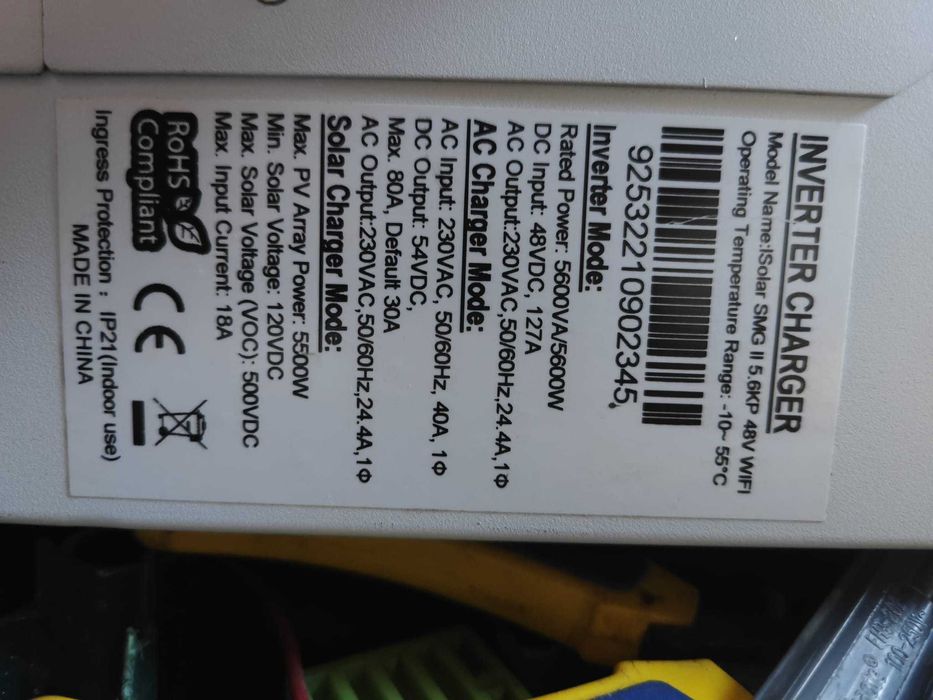 INVERTER CHARGER
Model Name:ISolar SMG II 5.6KP 48V WIFI
Operating Temperature Range: -10~ 55°C
92532210902345
Inverter Mode:
Rated Power: 5600VA/5600W
DC Input: 48VDC, 127A
AC Output:230VAC,50/60Hz,24.4A,1Φ
AC Charger Mode:
AC Input: 230VAC, 50/60Hz, 40A, 1Φ
DC Output: 54VDC,
Max. 80A, Default 30A
AC Output:230VAC,50/60Hz,24.4A,1Φ
Solar Charger Mode:
Max. PV Array Power: 5500W
Min. Solar Voltage: 120VDC
Max. Solar Voltage (VOC): 500VDC
Max. Input Current: 18A
RoHS
Compliant
CE
Ingress Protection : IP21(Indoor use)
MADE IN CHINA